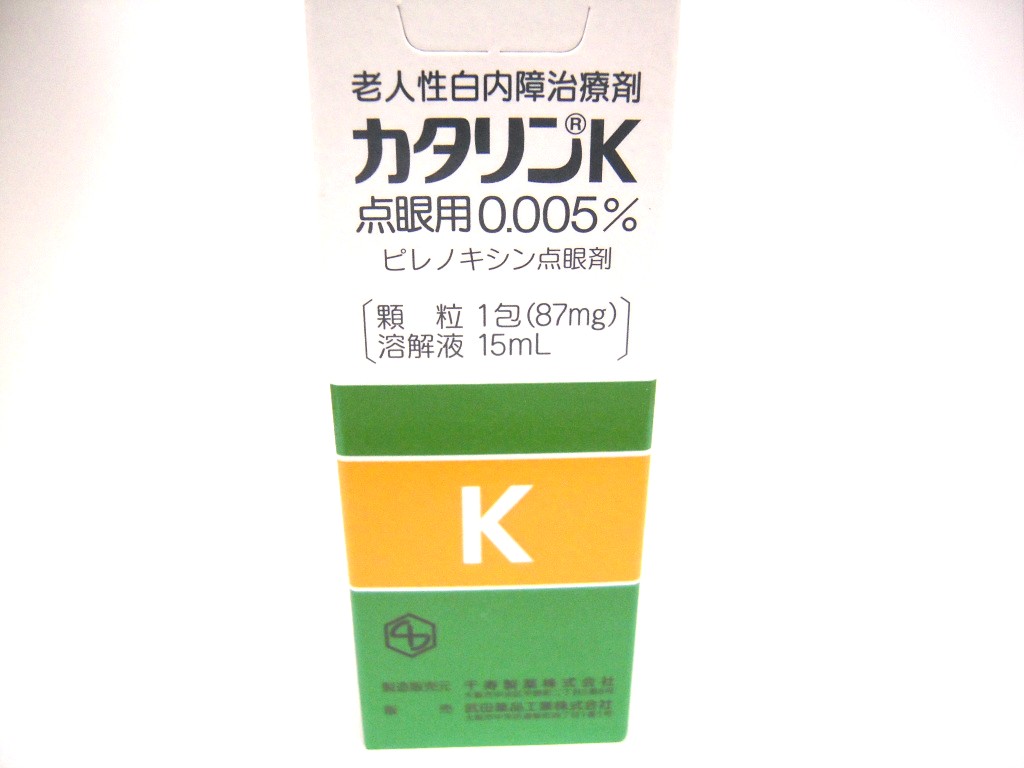 老人性白内障治療剤
カタリン®K
点眼用0.005%
ピレノキシン点眼剤
顆 粒 1包(87mg)
溶解液 15mL
K
製造販売元 千寿製薬株式会社
販 売 武田薬品工業株式会社